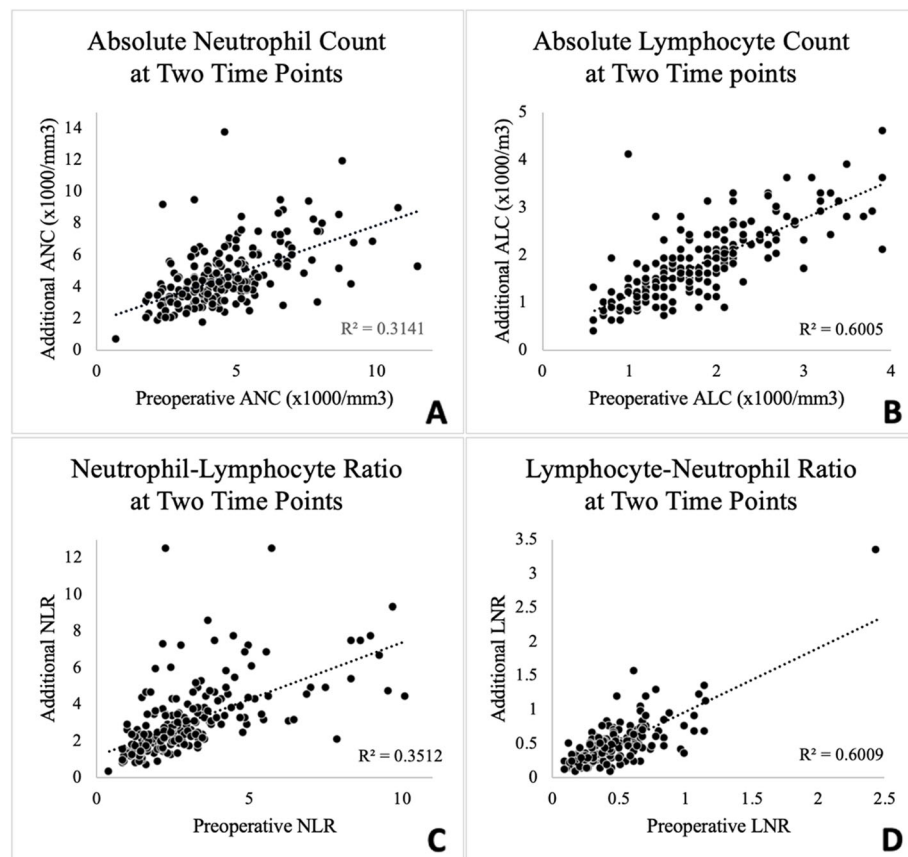 Absolute Neutrophil Count
at Two Time Points
Additional ANC (x1000/mm3)
14
12
10
8
6
4
2
0
0
5
10
R² = 0.3141
Preoperative ANC (x1000/mm3)
A
Absolute Lymphocyte Count
at Two Time points
Additional ALC (x1000/m3)
5
4
3
2
1
0
0
1
2
3
4
R² = 0.6005
Preoperative ALC (x1000/mm3)
B
Neutrophil-Lymphocyte Ratio
at Two Time Points
Additional NLR
12
10
8
6
4
2
0
0
5
10
R² = 0.3512
Preoperative NLR
C
Lymphocyte-Neutrophil Ratio
at Two Time Points
Additional LNR
3.5
3
2.5
2
1.5
1
0.5
0
0
0.5
1
1.5
2
2.5
R² = 0.6009
Preoperative LNR
D